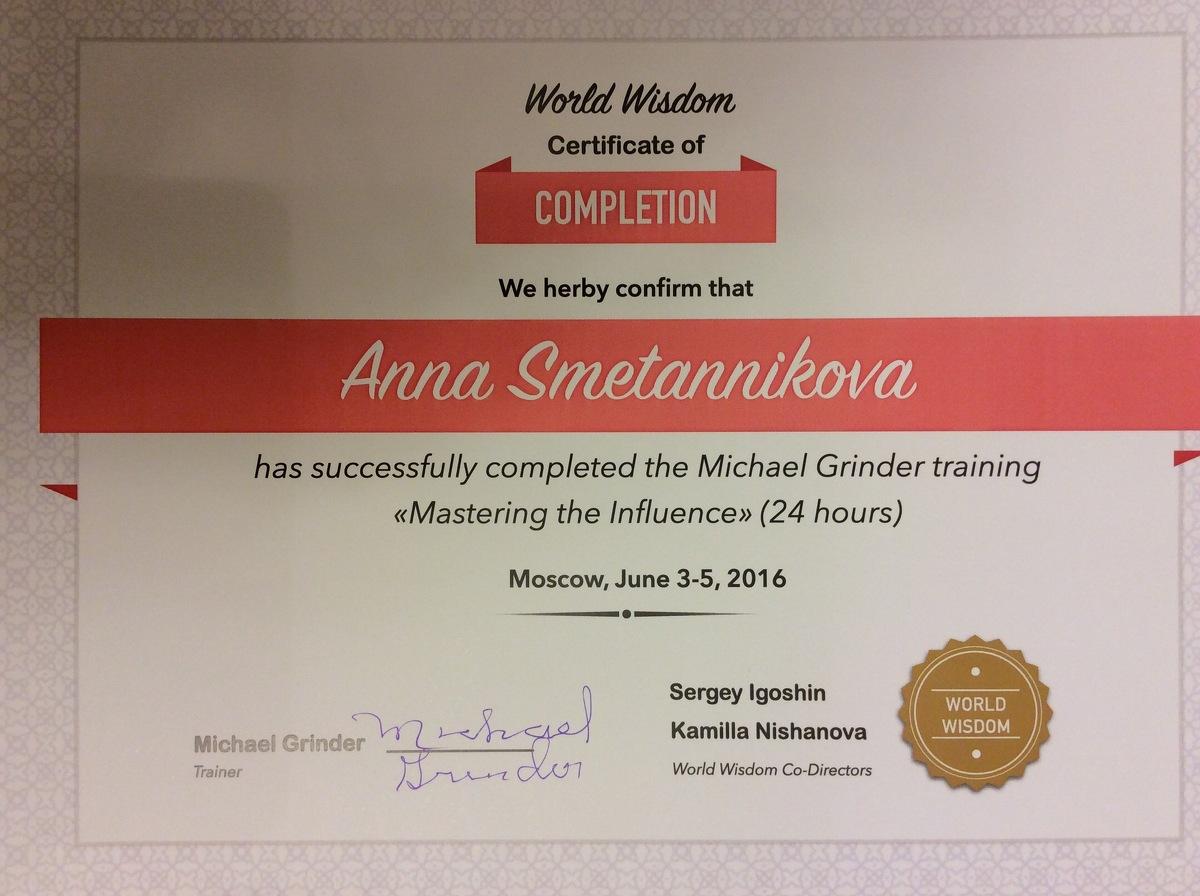 World Wisdom
Certificate of
COMPLETION
We herby confirm that
Anna Smetannikova
has successfully completed the Michael Grinder training
«Mastering the Influence» (24 hours)
Moscow, June 3-5, 2016
Michael Grinder
Trainer
Michael
Grinder
Sergey Igoshin
Kamilla Nishanova
World Wisdom Co-Directors
WORLD
WISDOM